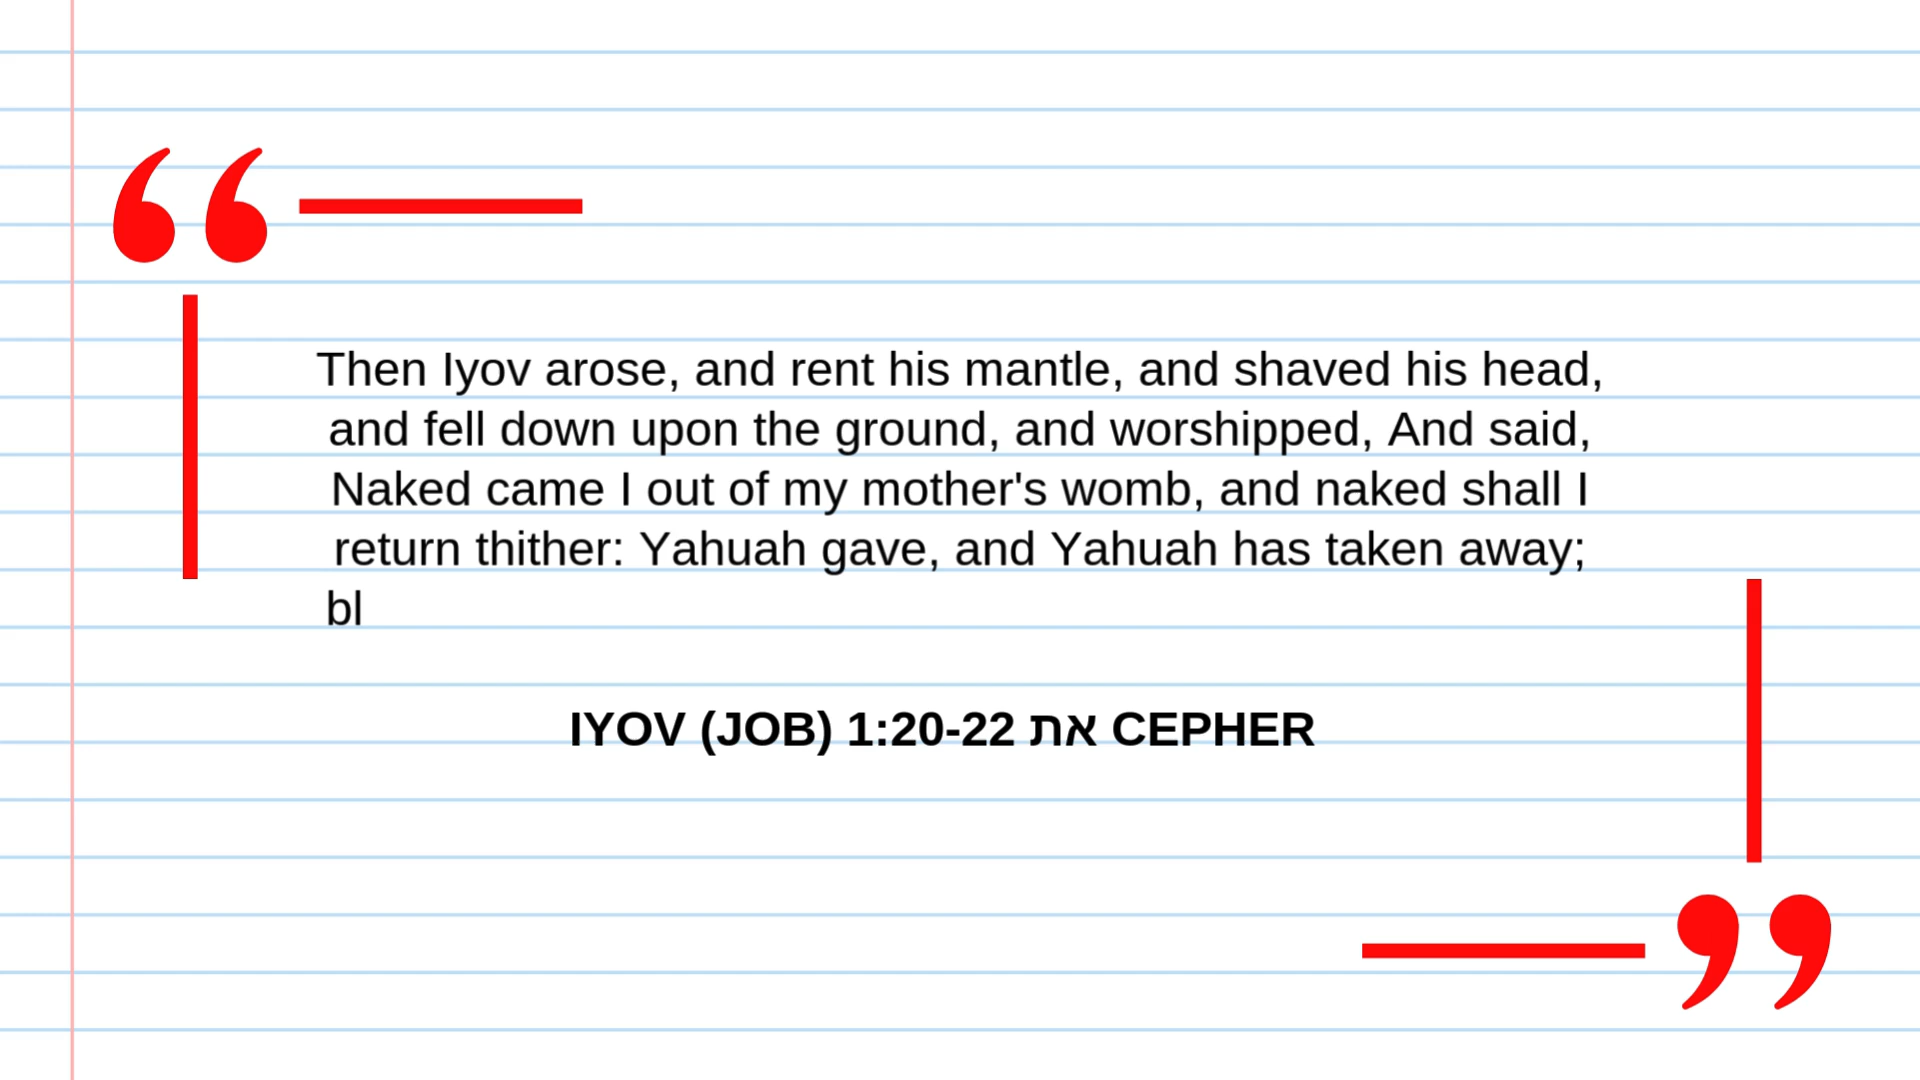 Then Iyov arose, and rent his mantle, and shaved his head,
and fell down upon the ground, and worshipped, And said,
Naked came I out of my mother's womb, and naked shall I
return thither: Yahuah gave, and Yahuah has taken away;
bl
IYOV (JOB) 1:20-22 את CEPHER